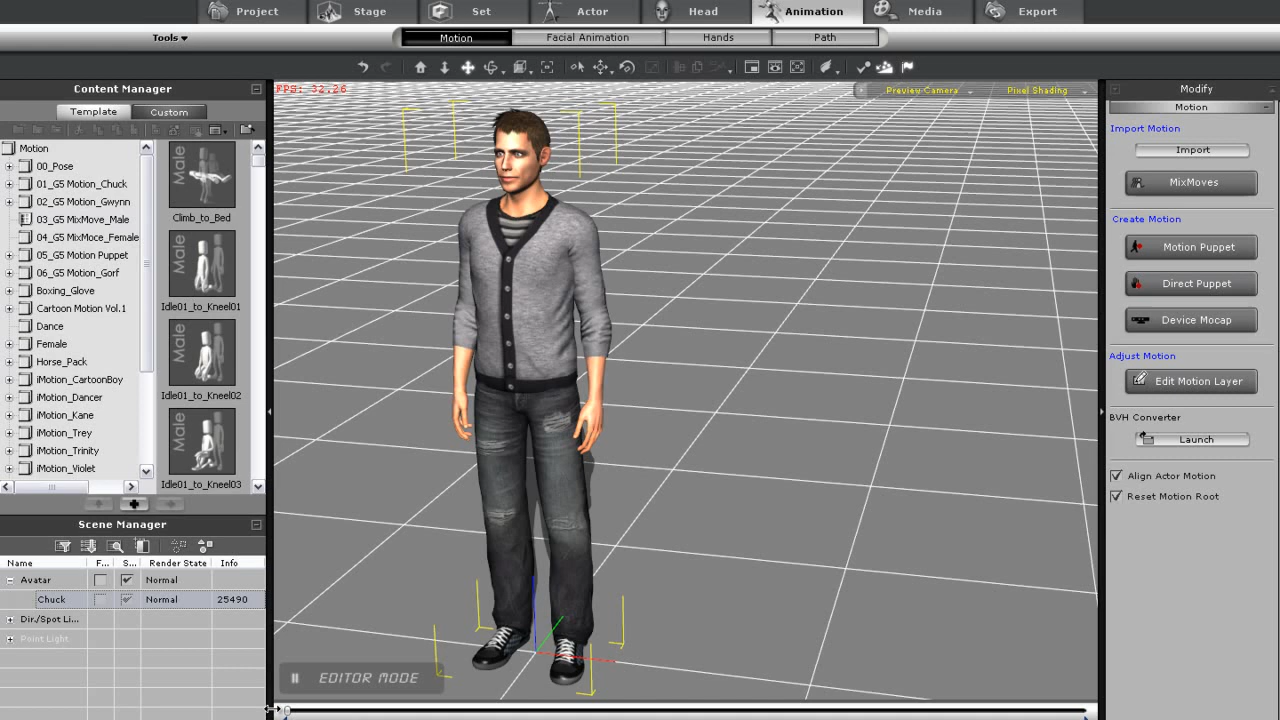 Project Stage Set Actor Head Animation Media Export
Tools
Motion Facial Animation Hands Path
Content Manager
Template Custom
Motion
00_Pose
01_G5 Motion_Chuck
02_G5 Motion_Gwynn
03_G5 MixMove_Male
04_G5 MixMoce_Female
05_G5 Motion Puppet
06_G5 Motion_Gorf
Boxing_Glove
Cartoon Motion Vol.1
Dance
Female
Horse_Pack
iMotion_CartoonBoy
iMotion_Dancer
iMotion_Kane
iMotion_Trey
iMotion_Trinity
iMotion_Violet
Male
Climb_to_Bed
Male
Idle01_to_Kneel01
Male
Idle01_to_Kneel02
Male
Idle01_to_Kneel03
Scene Manager
Name F... S... Render State Info
Avatar Normal
Chuck Normal 25490
Dir./Spot Li...
Point Light
FPS: 32.26
Preview Camera Pixel Shading
EDITOR MODE
Modify
Motion
Import Motion
Import
MixMoves
Create Motion
Motion Puppet
Direct Puppet
Device Mocap
Adjust Motion
Edit Motion Layer
BVH Converter
Launch
Align Actor Motion
Reset Motion Root